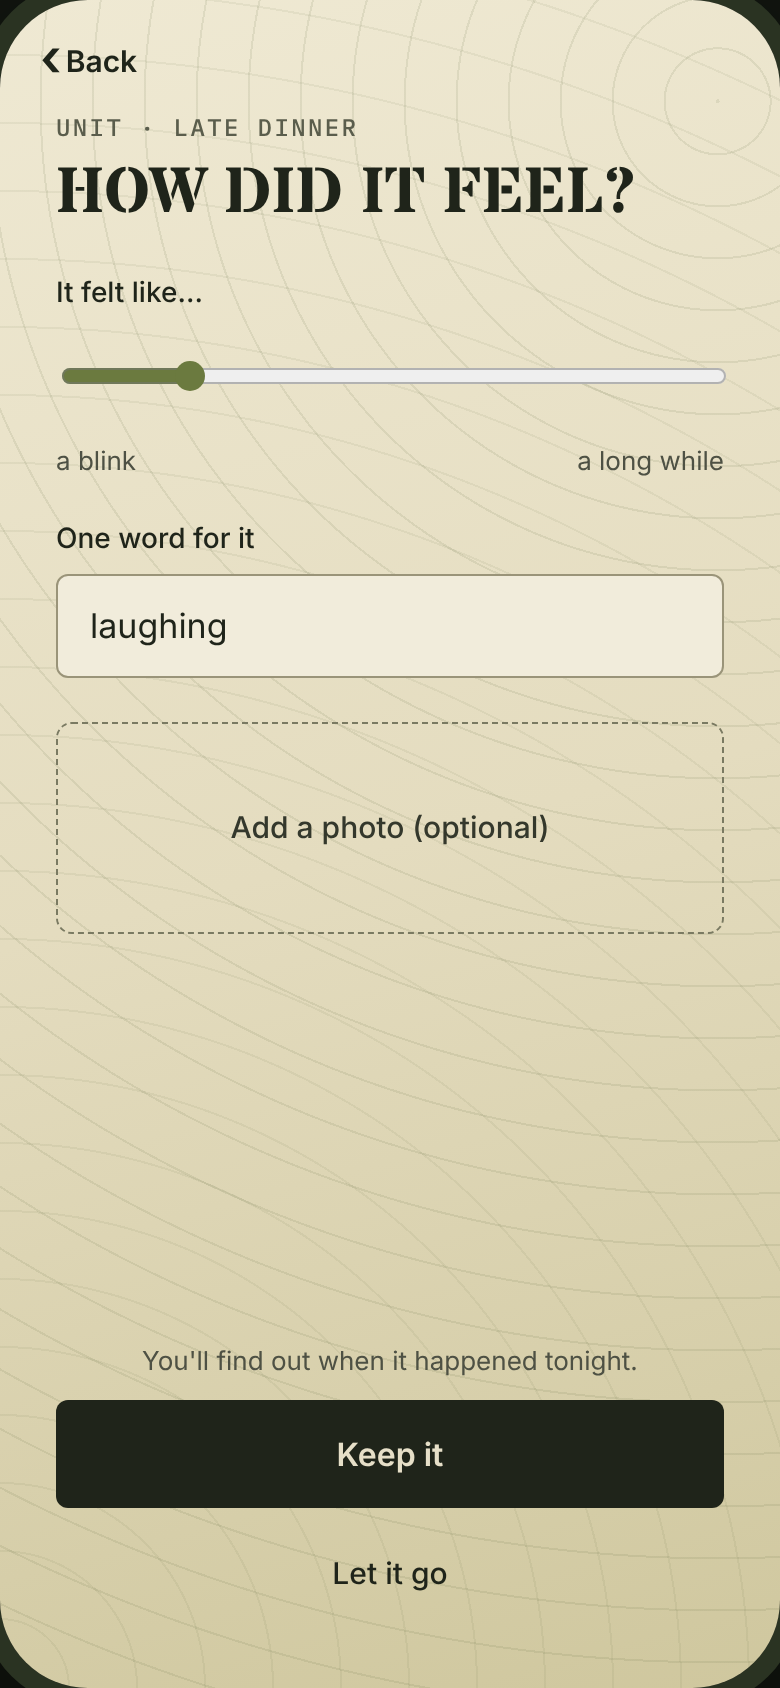 Back
UNIT · LATE DINNER
HOW DID IT FEEL?
It felt like...
a blink a long while
One word for it
laughing
Add a photo (optional)
You'll find out when it happened tonight.
Keep it
Let it go